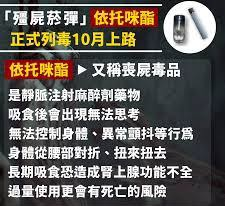 「殭屍菸彈」依托咪酯
正式列毒10月上路
依托咪酯 ▶ 又稱喪屍毒品
是靜脈注射麻醉劑藥物
吸食後會出現無法思考
無法控制身體、異常顫抖等行爲
身體從腰部對折、扭來扭去
長期吸食恐造成腎上腺功能不全
過量使用更會有死亡的風險